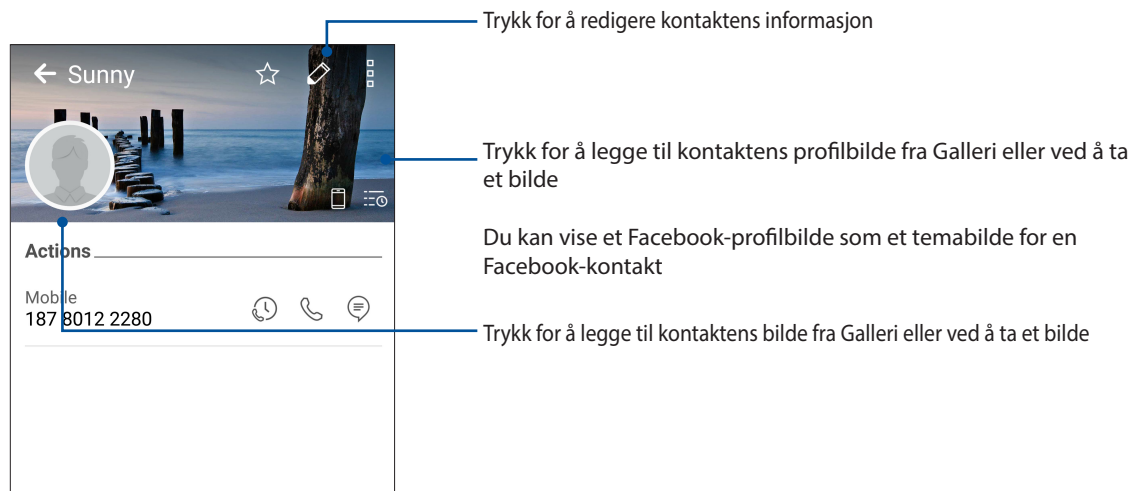 Trykk for å redigere kontaktens informasjon
Sunny
Trykk for å legge til kontaktens profilbilde fra Galleri eller ved å ta
et bilde
Du kan vise et Facebook-profilbilde som et temabilde for en
Facebook-kontakt
Actions
Mobile
187 8012 2280
Trykk for å legge til kontaktens bilde fra Galleri eller ved å ta et bilde